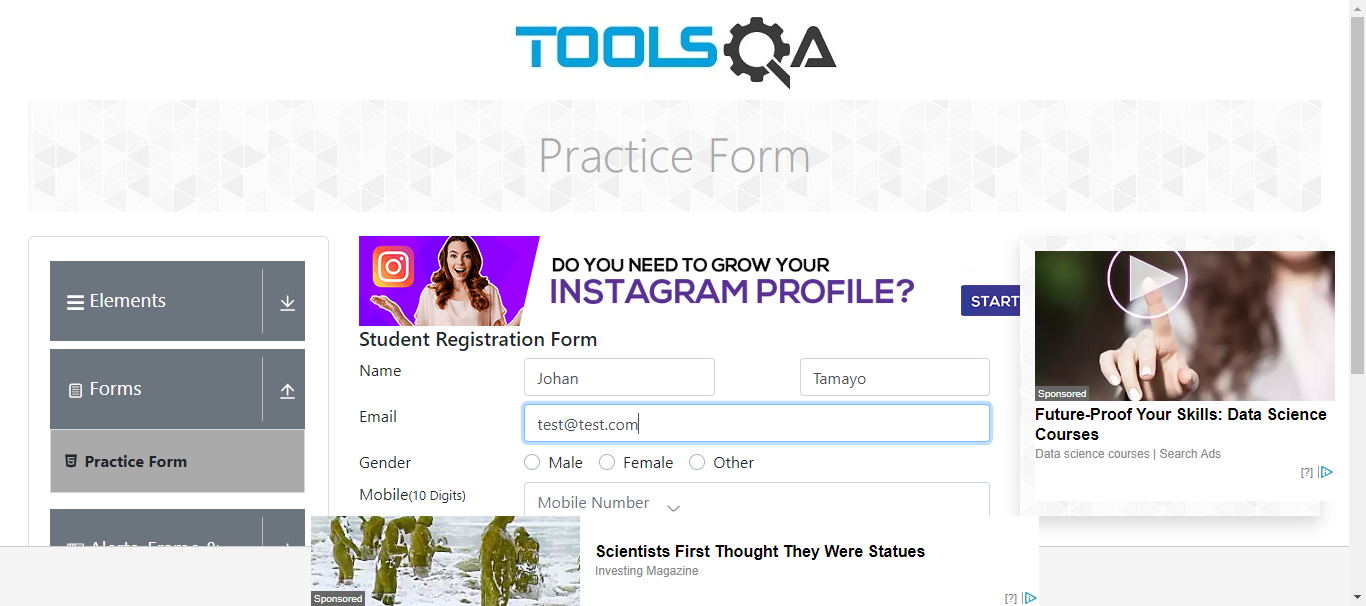 TOOLSQA
Practice Form
Elements
Forms
Practice Form
DO YOU NEED TO GROW YOUR
INSTAGRAM PROFILE?
START
Student Registration Form
Name
Johan
Tamayo
Email
test@test.com
Gender
Male
Female
Other
Mobile(10 Digits)
Mobile Number
Sponsored
Future-Proof Your Skills: Data Science
Courses
Data science courses | Search Ads
[?]
Sponsored
Scientists First Thought They Were Statues
Investing Magazine
[?]